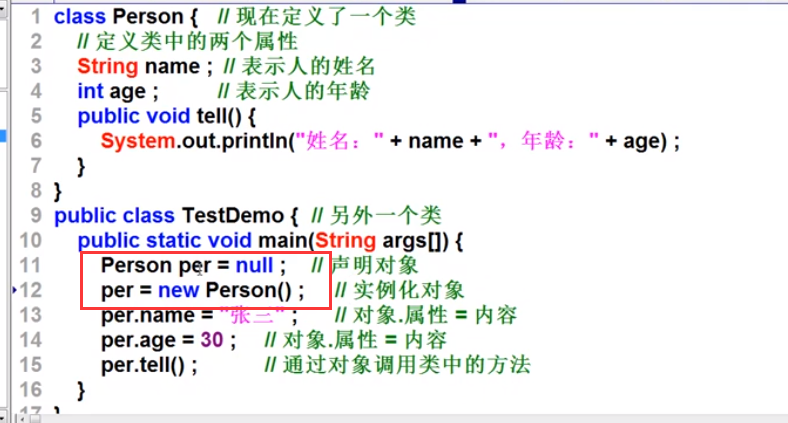 1 class Person { // 现在定义了一个类
2 // 定义类中的两个属性
3 String name ; // 表示人的姓名
4 int age ; // 表示人的年龄
5 public void tell() {
6 System.out.println("姓名：" + name + "，年龄：" + age) ;
7 }
8 }
9 public class TestDemo { // 另外一个类
10 public static void main(String args[]) {
11 Person per = null ; // 声明对象
12 per = new Person() ; // 实例化对象
13 per.name = "张三" ; // 对象.属性 = 内容
14 per.age = 30 ; // 对象.属性 = 内容
15 per.tell() ; // 通过对象调用类中的方法
16 }
17 }